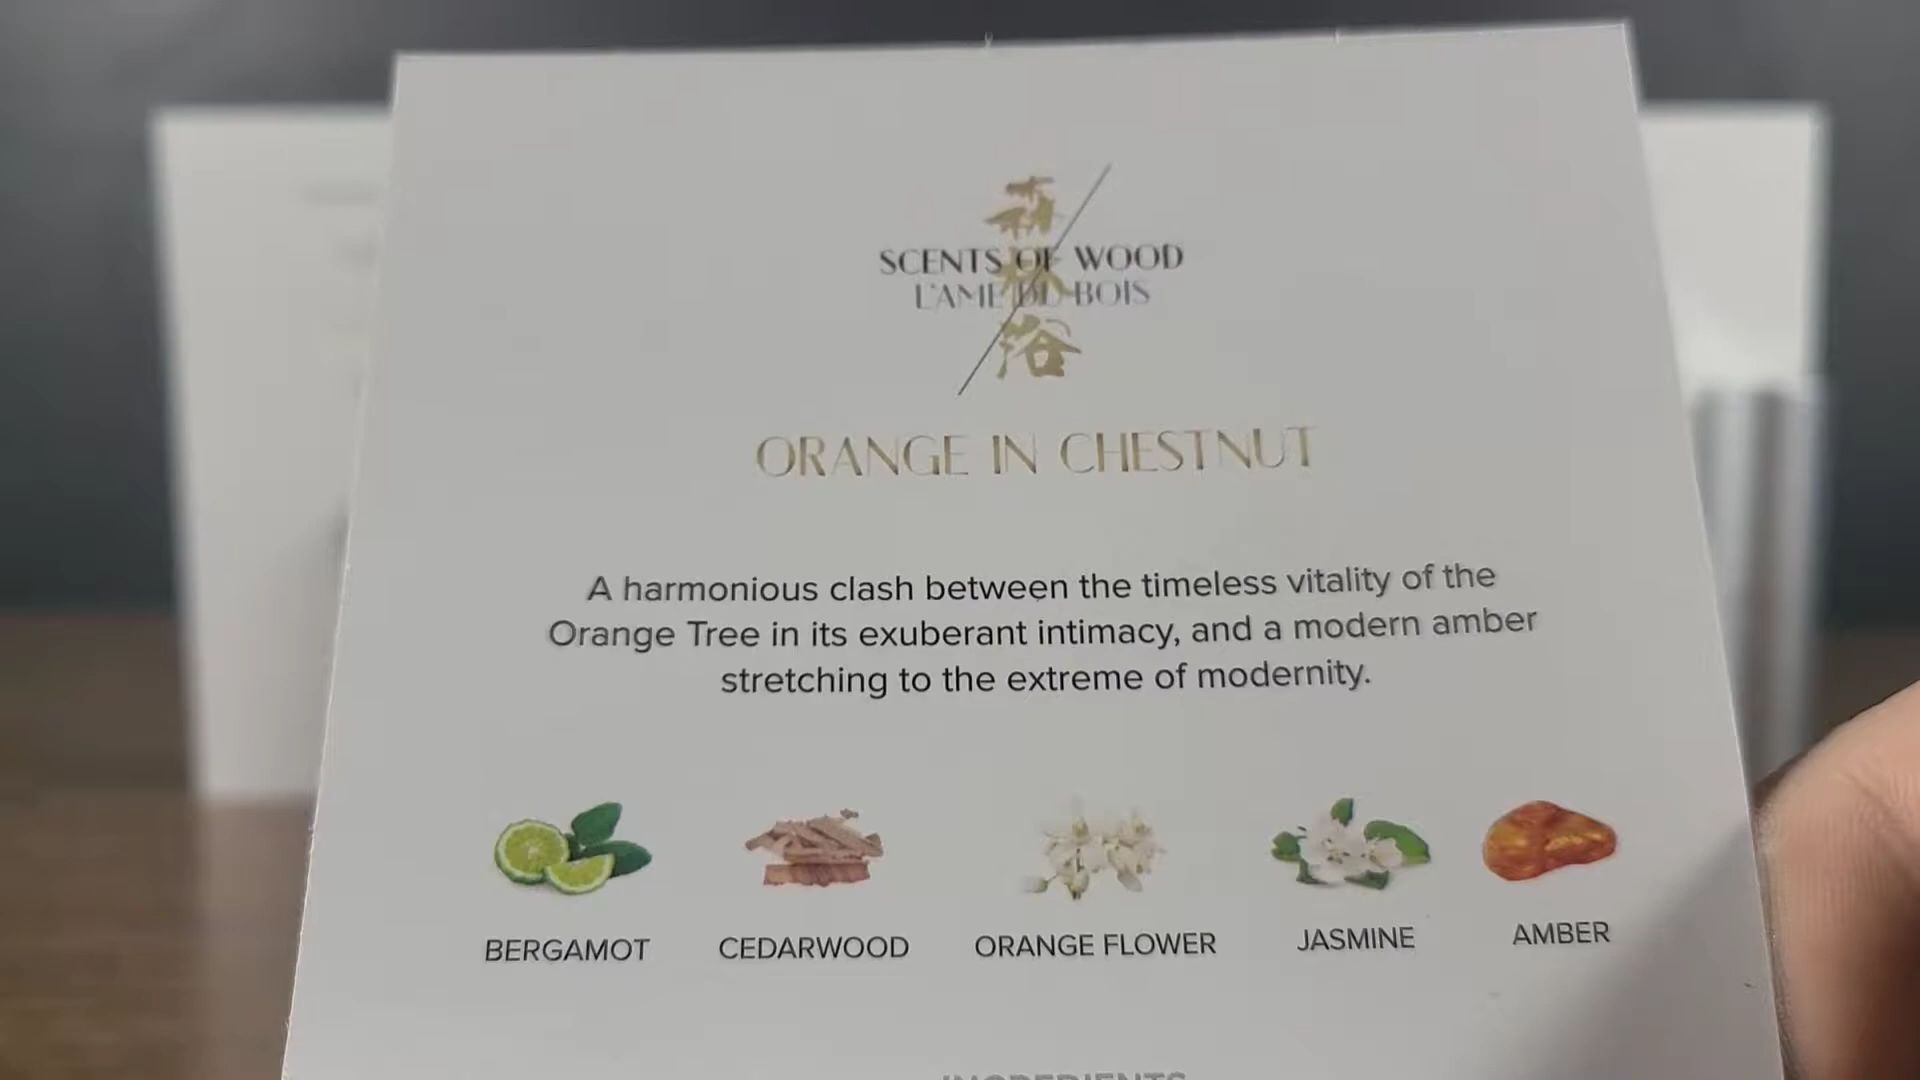 SCENTS OF WOOD
L'AME DU BOIS
浴
ORANGE IN CHESTNUT
A harmonious clash between the timeless vitality of the
Orange Tree in its exuberant intimacy, and a modern amber
stretching to the extreme of modernity.
BERGAMOT CEDARWOOD ORANGE FLOWER JASMINE AMBER
INGREDIENTS